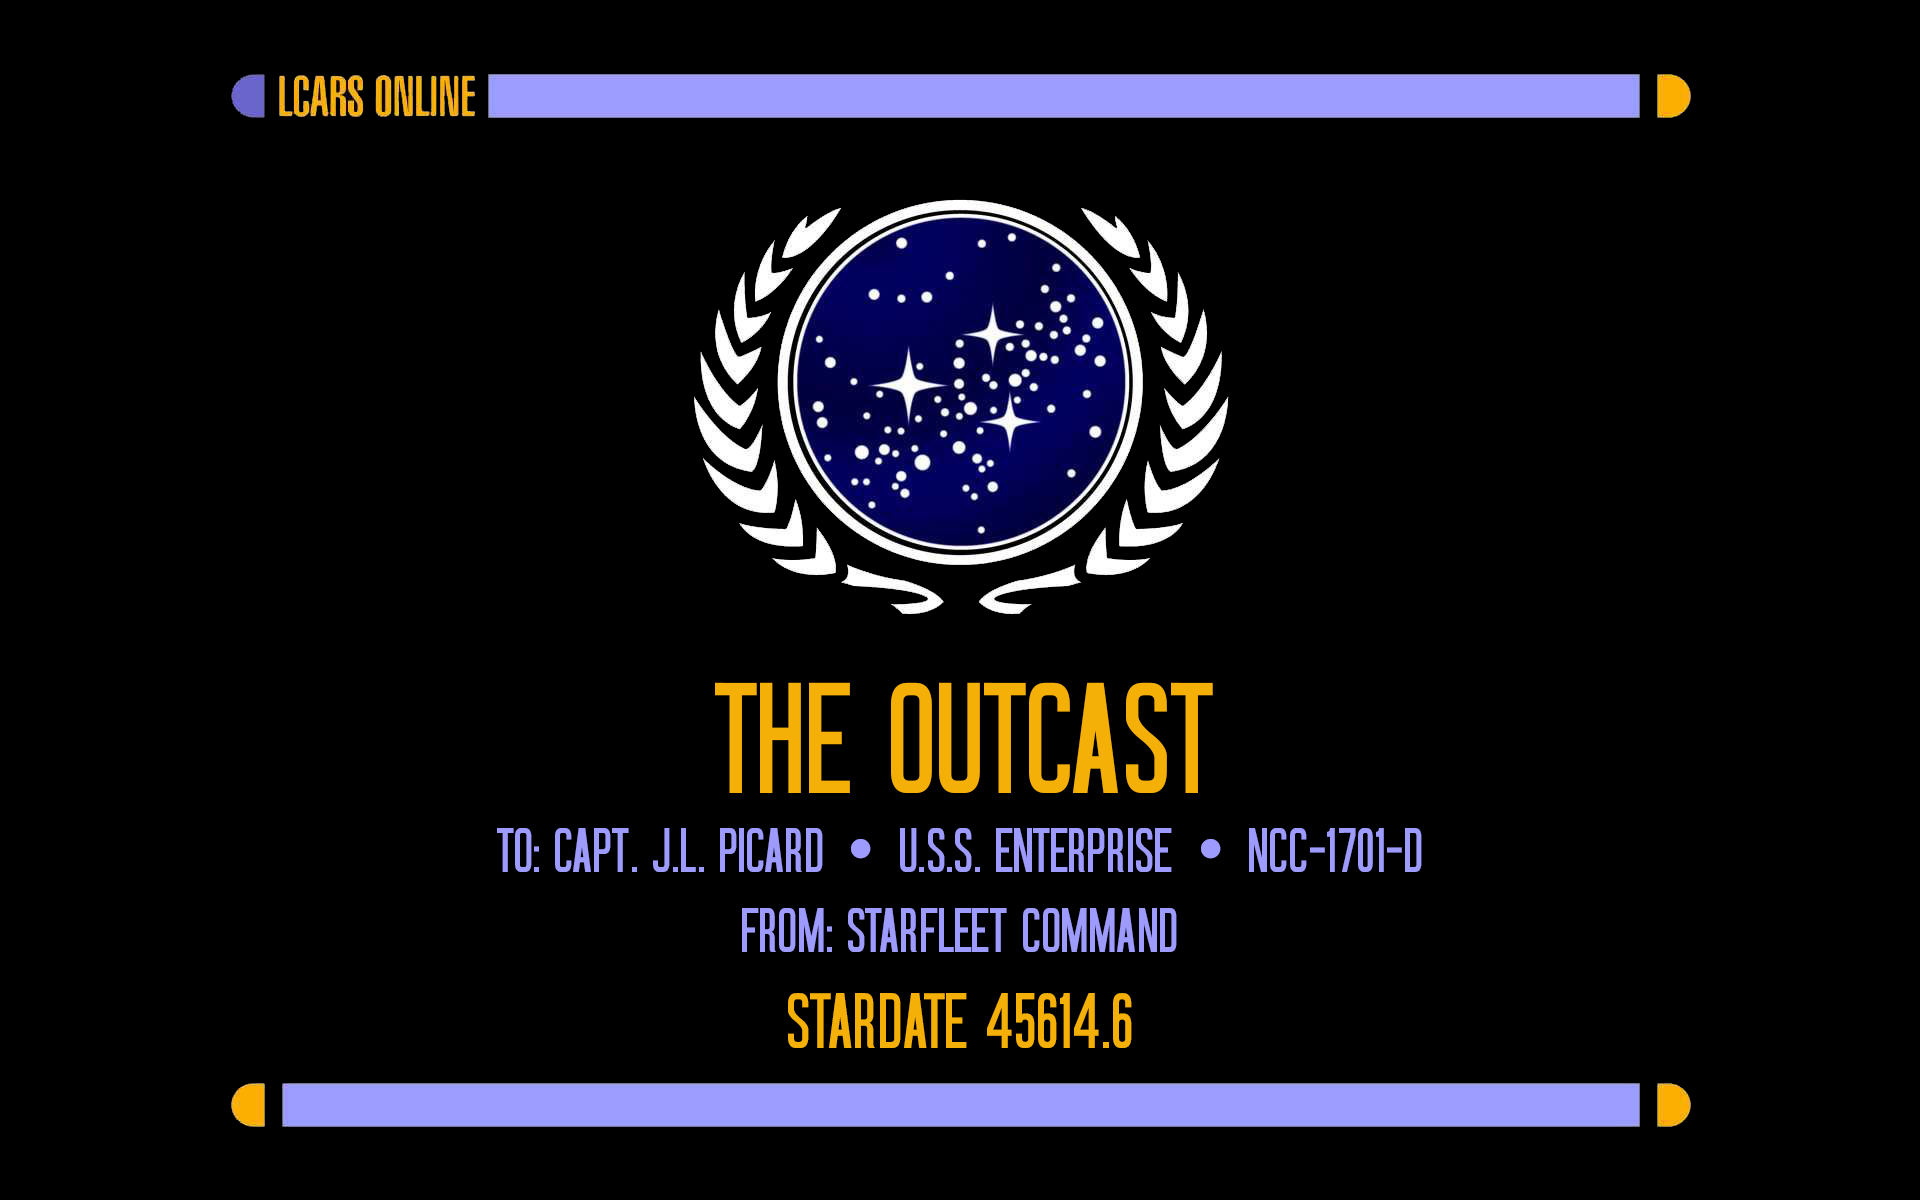 LCARS ONLINE
THE OUTCAST
TO: CAPT. J.L. PICARD • U.S.S. ENTERPRISE • NCC-1701-D
FROM: STARFLEET COMMAND
STARDATE 45614.6